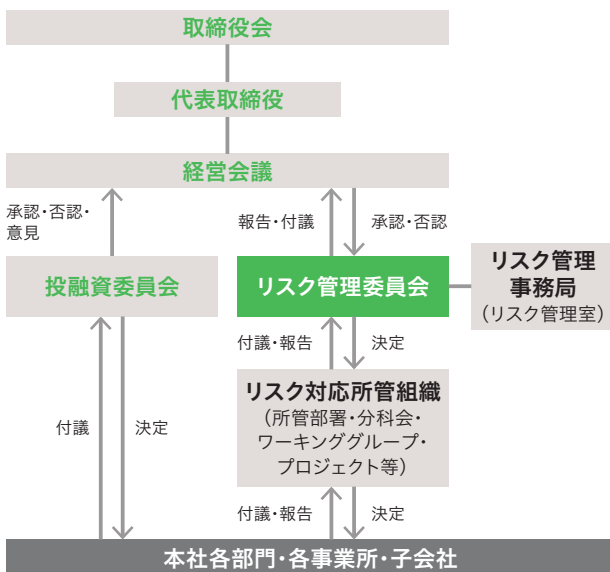 取締役会
代表取締役
経営会議
承認・否認・
意見
報告・付議
承認・否認
投融資委員会
リスク管理委員会
リスク管理
事務局
（リスク管理室）
付議・報告
決定
リスク対応所管組織
（所管部署・分科会・
ワーキンググループ・
プロジェクト等）
付議
決定
付議・報告
決定
本社各部門・各事業所・子会社